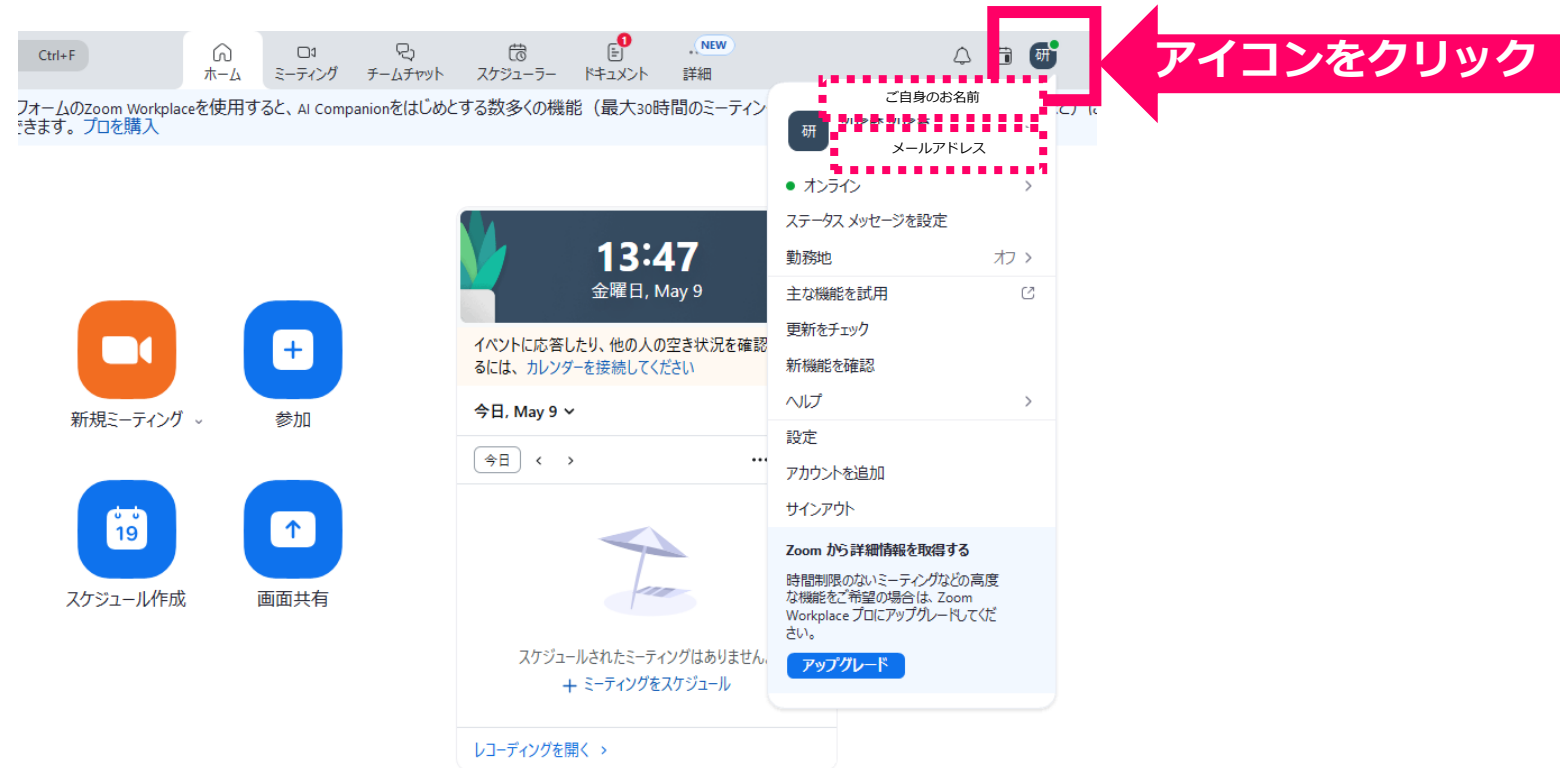 アイコンをクリック
Ctrl+F
ホーム
ミーティング
チームチャット
スケジューラー
1
ドキュメント
NEW
詳細
研
フォームのZoom Workplaceを使用すると、AI Companionをはじめとする数多くの機能（最大30時間のミーティン
できます。プロを購入
ご自身のお名前
研
メールアドレス
オンライン
ステータス メッセージを設定
勤務地 オフ
主な機能を試用
更新をチェック
新機能を確認
ヘルプ
設定
アカウントを追加
サインアウト
Zoom から詳細情報を取得する
時間制限のないミーティングなどの高度
な機能をご希望の場合は、Zoom
Workplace プロにアップグレードしてくだ
さい。
アップグレード
13:47
金曜日, May 9
イベントに応答したり、他の人の空き状況を確認
るには、カレンダーを接続してください
今日, May 9
今日
スケジュールされたミーティングはありません。
+ ミーティングをスケジュール
レコーディングを開く
新規ミーティング
参加
19
スケジュール作成
画面共有